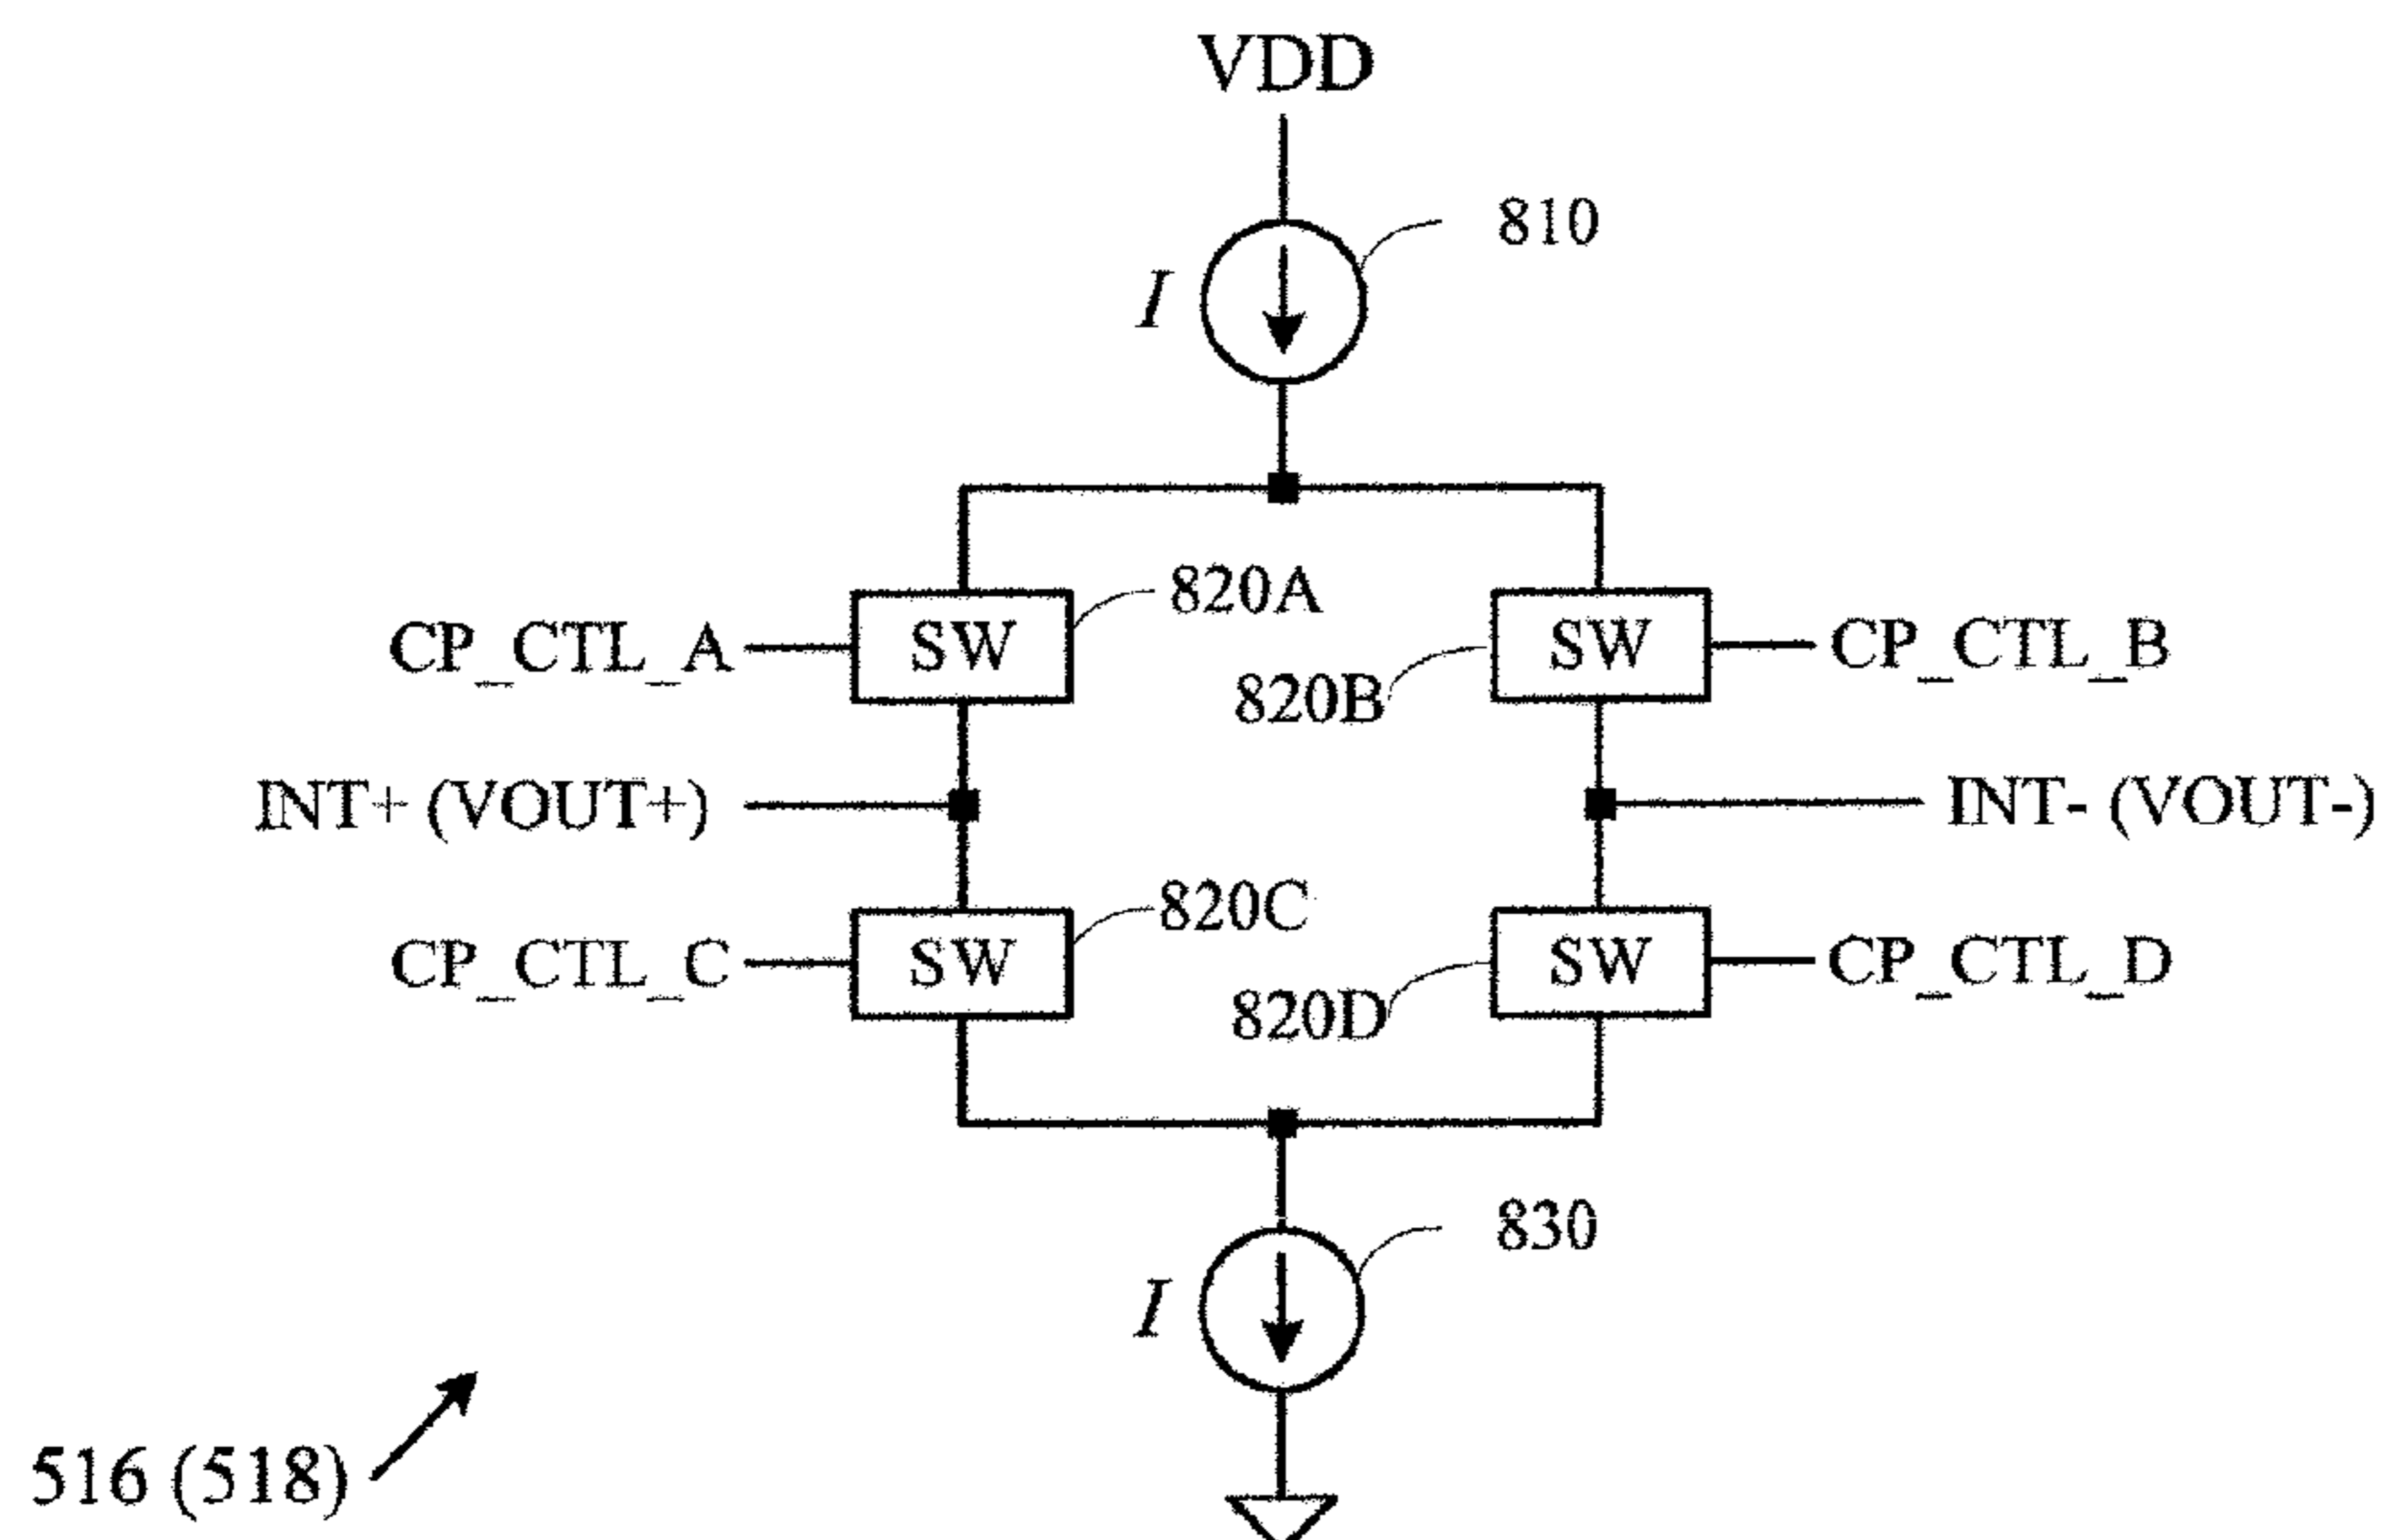 VDD
810
I
820A
CP_CTL_A
SW
SW
CP_CTL_B
820B
INT+ (VOUT+)
INT- (VOUT-)
820C
CP_CTL_C
SW
SW
CP_CTL_D
820D
830
I
516 (518)